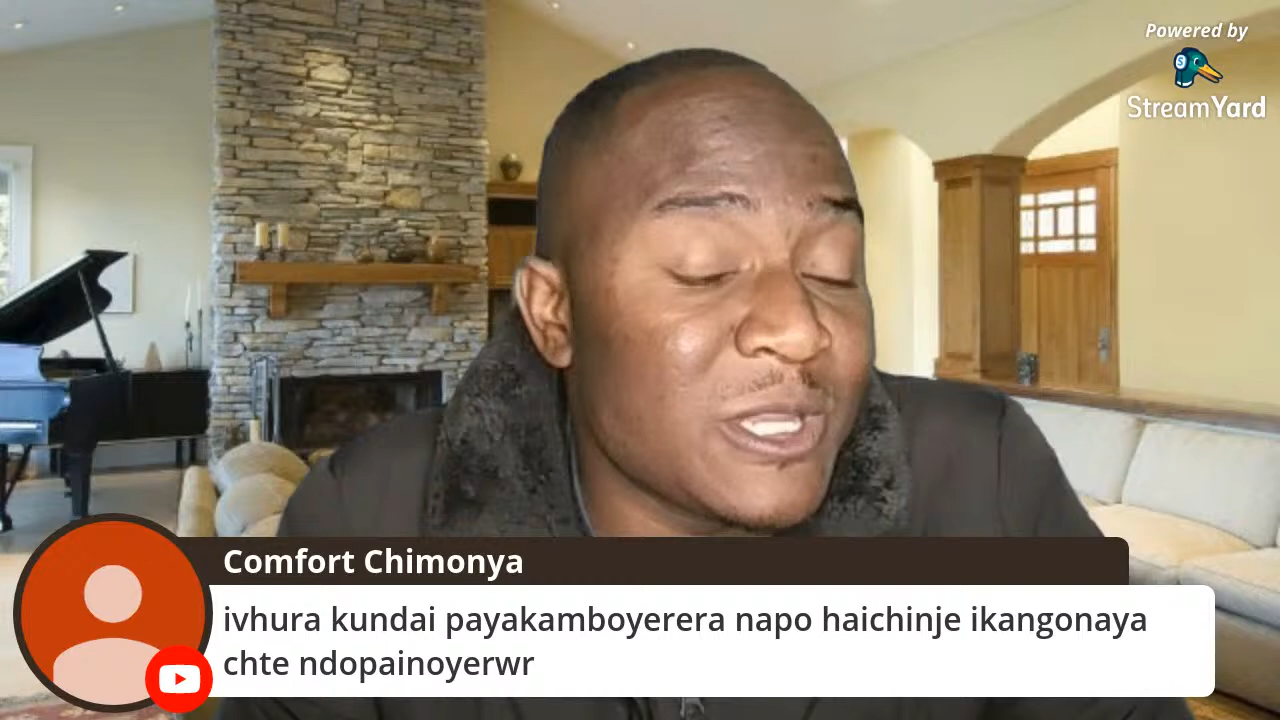 Powered by
StreamYard
Comfort Chimonya
ivhura kundai payakamboyerera napo haichinje ikangonaya
chte ndopainoyerwr